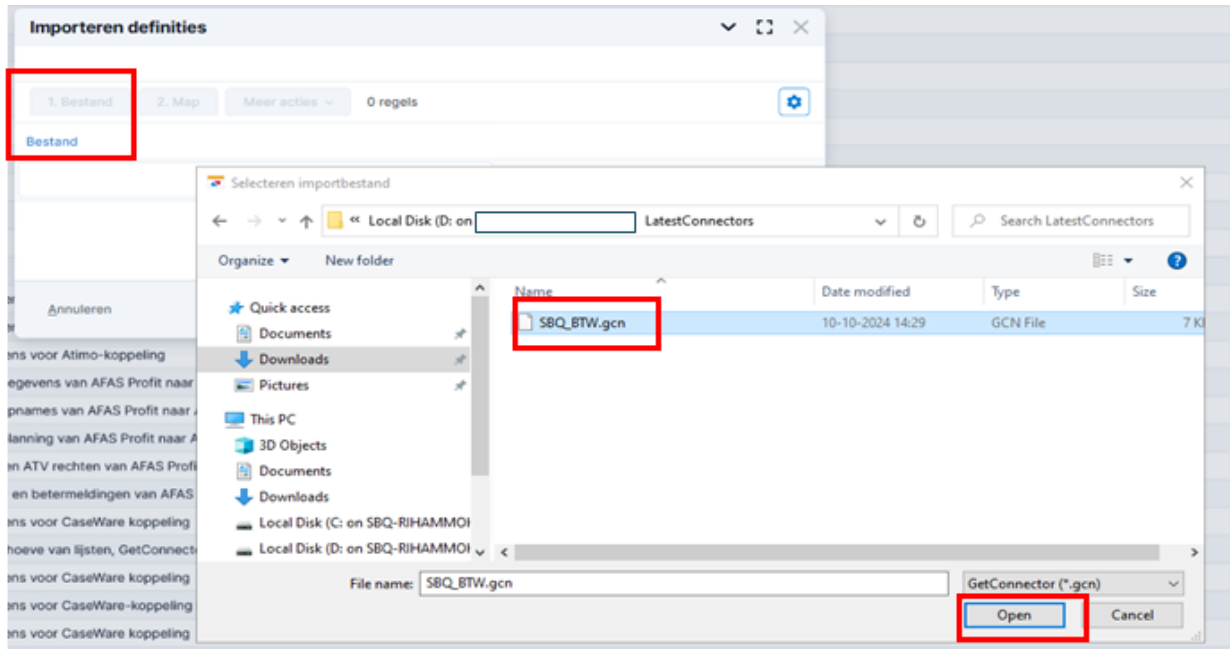 Importeren definities
1. Bestand 2. Map Meer acties 0 regels
Bestand
Annuleren
Selecteren importbestand
« Local Disk (D: on LatestConnectors Search LatestConnectors
Organize New folder
Quick access
Documents
Downloads
Pictures
This PC
3D Objects
Documents
Downloads
Local Disk (C: on SBQ-RIHAMMOH
Local Disk (D: on SBQ-RIHAMMOH
Name Date modified Type Size
SBQ_BTW.gcn 10-10-2024 14:29 GCN File 7 K
File name: SBQ_BTW.gcn GetConnector (*.gcn)
Open Cancel
ens voor Atimo-koppeling
egevens van AFAS Profit naar
pnames van AFAS Profit naar
lanning van AFAS Profit naar A
en ATV rechten van AFAS Profi
en betermeldingen van AFAS
ens voor CaseWare koppeling
hoeve van lijsten, GetConnect
ens voor CaseWare koppeling
ens voor CaseWare-koppeling
ens voor CaseWare koppeling